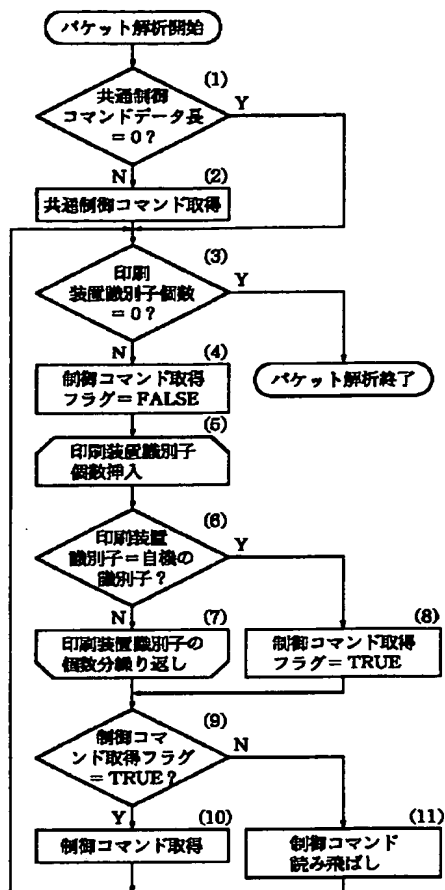 パケット解析開始
(1)
共通制御
コマンドデータ長
=0?
Y
N
(2)
共通制御コマンド取得
(3)
印刷
装置識別子個数
=0?
Y
N
(4)
制御コマンド取得
フラグ=FALSE
パケット解析終了
(5)
印刷装置識別子
個数挿入
(6)
印刷装置
識別子=自機の
識別子?
Y
N
(7)
印刷装置識別子の
個数分繰り返し
(8)
制御コマンド取得
フラグ=TRUE
(9)
制御コマ
ンド取得フラグ
=TRUE?
N
Y
(10)
制御コマンド取得
(11)
制御コマンド
読み飛ばし